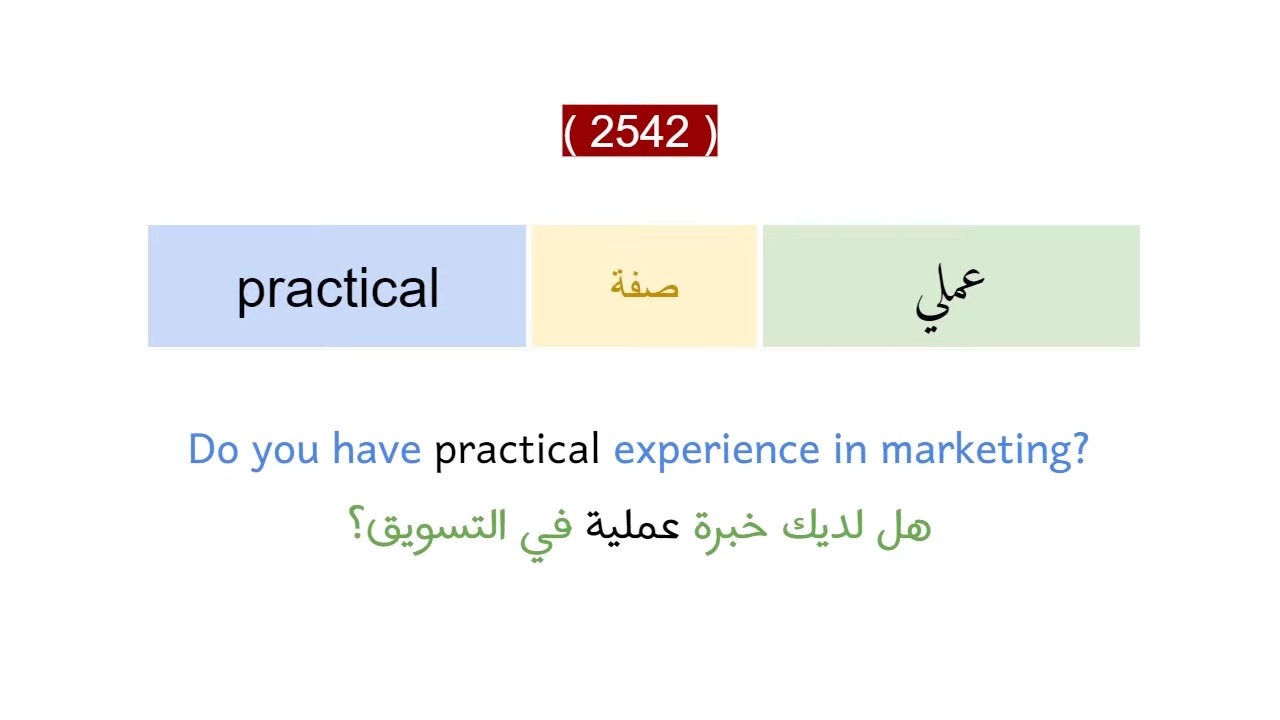 ( 2542 )
practical صفة عملي
Do you have practical experience in marketing?
هل لديك خبرة عملية في التسويق؟